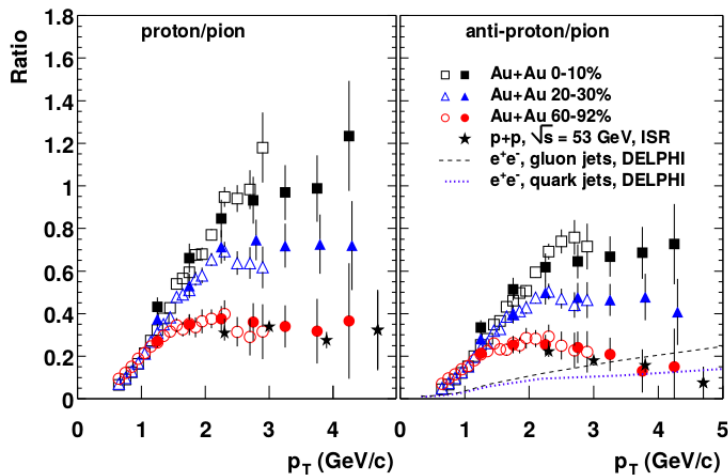 proton/pion
anti-proton/pion
Ratio
1.8
1.6
1.4
1.2
1
0.8
0.6
0.4
0.2
0
Au+Au 0-10%
Au+Au 20-30%
Au+Au 60-92%
p+p, √s = 53 GeV, ISR
e⁺e⁻, gluon jets, DELPHI
e⁺e⁻, quark jets, DELPHI
0 1 2 3 4
0 1 2 3 4 5
p_T (GeV/c)
p_T (GeV/c)